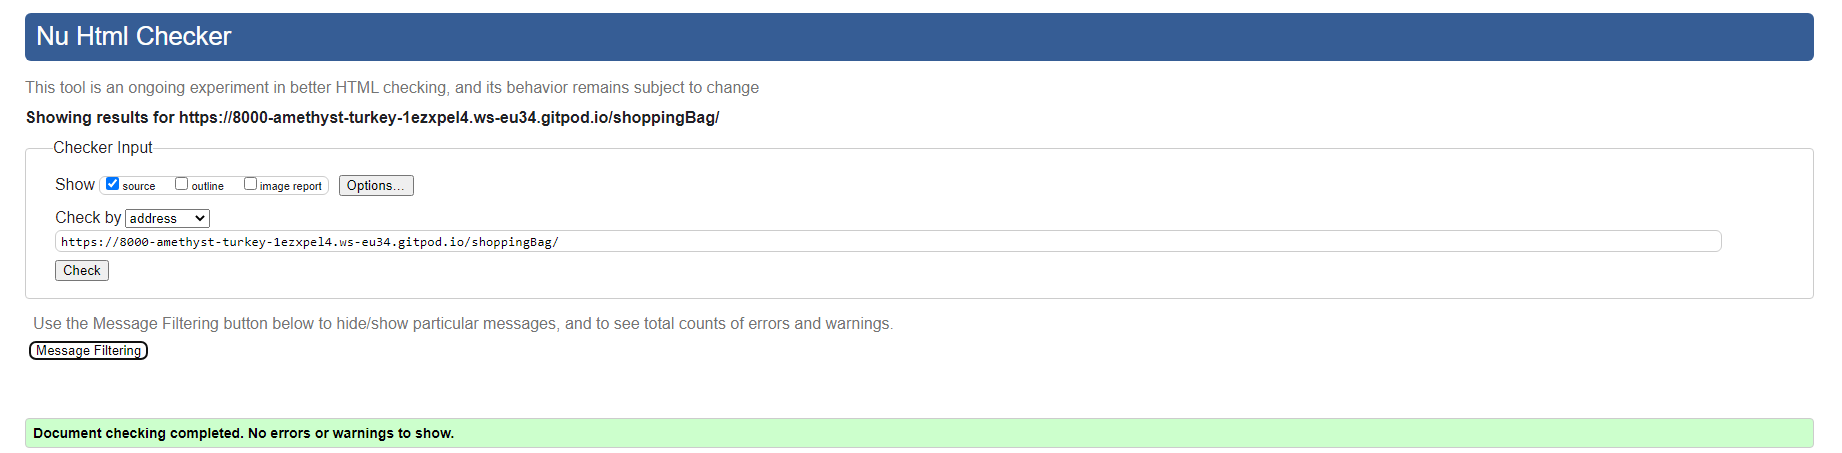 Nu Html Checker
This tool is an ongoing experiment in better HTML checking, and its behavior remains subject to change
Showing results for https://8000-amethyst-turkey-1ezxpel4.ws-eu34.gitpod.io/shoppingBag/
Checker Input
Show source outline image report Options...
Check by address
https://8000-amethyst-turkey-1ezxpel4.ws-eu34.gitpod.io/shoppingBag/
Check
Use the Message Filtering button below to hide/show particular messages, and to see total counts of errors and warnings.
Message Filtering
Document checking completed. No errors or warnings to show.